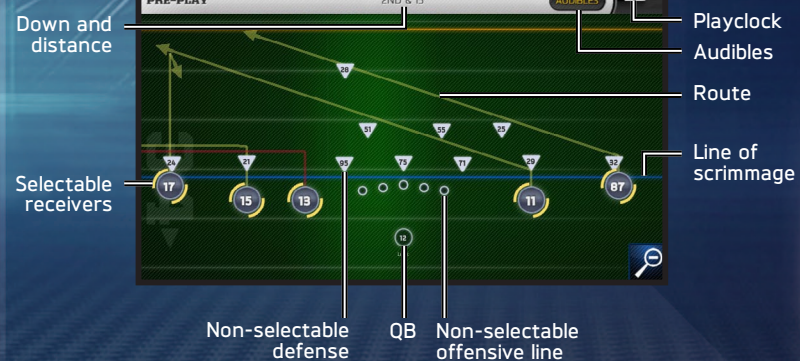 PRE-PLAY
2ND & 15
AUDIBLES
Down and
distance
Playclock
Audibles
Route
Line of
scrimmage
Selectable
receivers
28
51
55
25
24
21
95
75
71
29
32
17
15
13
11
87
12
Non-selectable
defense
QB
Non-selectable
offensive line